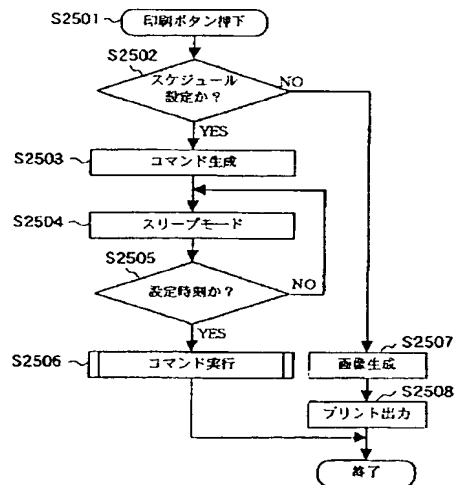 S2501
印刷ボタン押下
S2502
スケジュール
設定か?
NO
YES
S2503
コマンド生成
S2504
スリープモード
S2505
設定時刻か?
NO
YES
S2506
コマンド実行
S2507
画像生成
S2508
プリント出力
終了